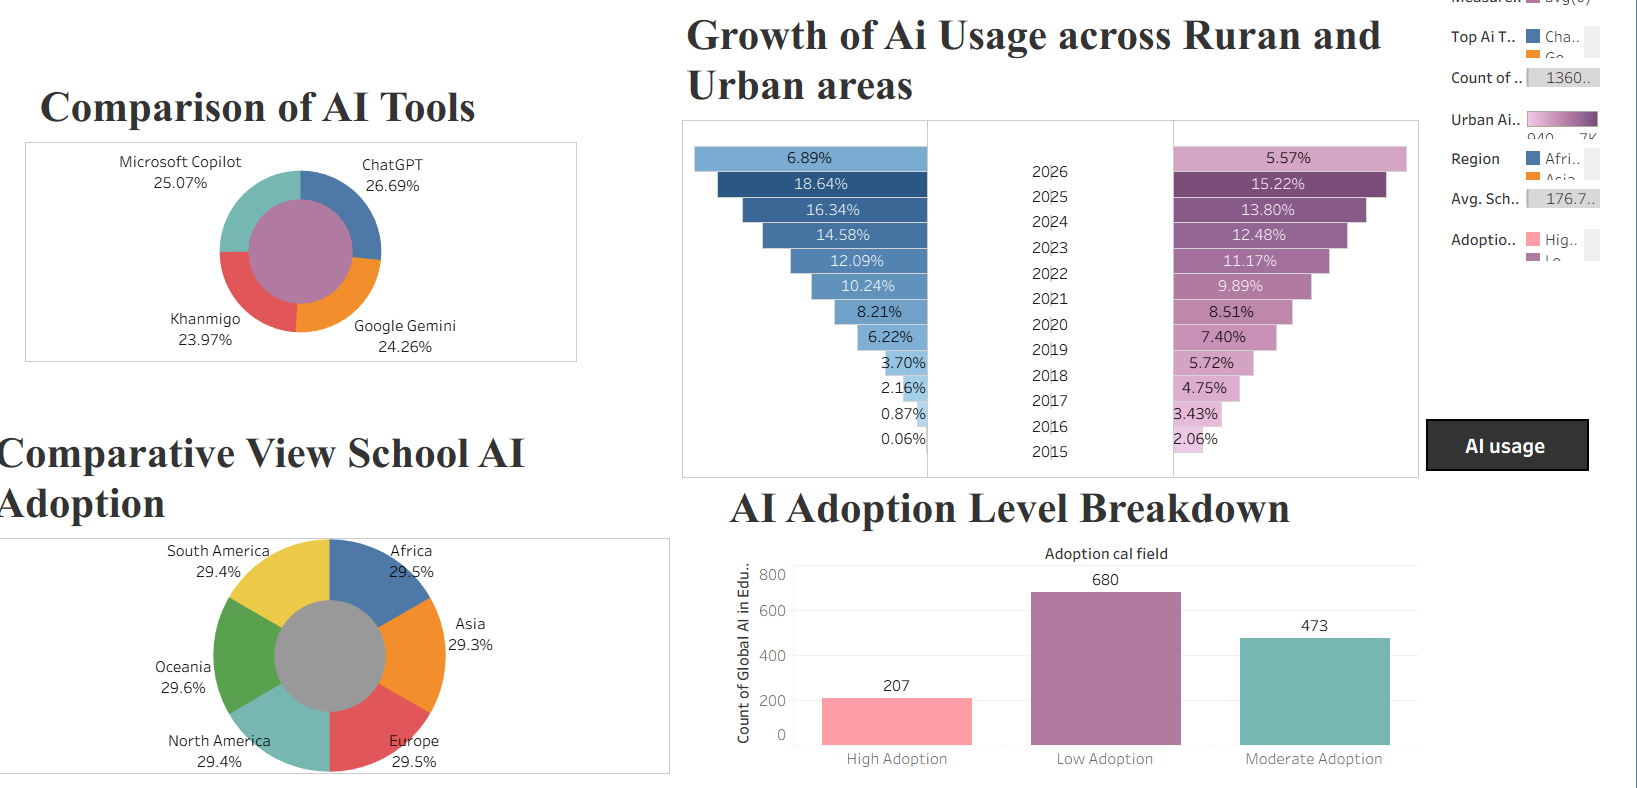 Comparison of AI Tools
Microsoft Copilot
25.07%
ChatGPT
26.69%
Khanmigo
23.97%
Google Gemini
24.26%
Growth of Ai Usage across Ruran and
Urban areas
6.89%
18.64%
16.34%
14.58%
12.09%
10.24%
8.21%
6.22%
3.70%
2.16%
0.87%
0.06%
2026
2025
2024
2023
2022
2021
2020
2019
2018
2017
2016
2015
5.57%
15.22%
13.80%
12.48%
11.17%
9.89%
8.51%
7.40%
5.72%
4.75%
3.43%
2.06%
Measure.. avg(0)
Top Ai T.. Cha..
Go
Count of .. 1360..
Urban Ai..
940 7K
Region Afri..
Asia
Avg. Sch.. 176.7..
Adoptio.. Hig..
Lo
AI usage
Comparative View School AI
Adoption
South America
29.4%
Africa
29.5%
Asia
29.3%
Oceania
29.6%
North America
29.4%
Europe
29.5%
AI Adoption Level Breakdown
Adoption cal field
Count of Global AI in Edu..
800
600
400
200
0
207
680
473
High Adoption
Low Adoption
Moderate Adoption